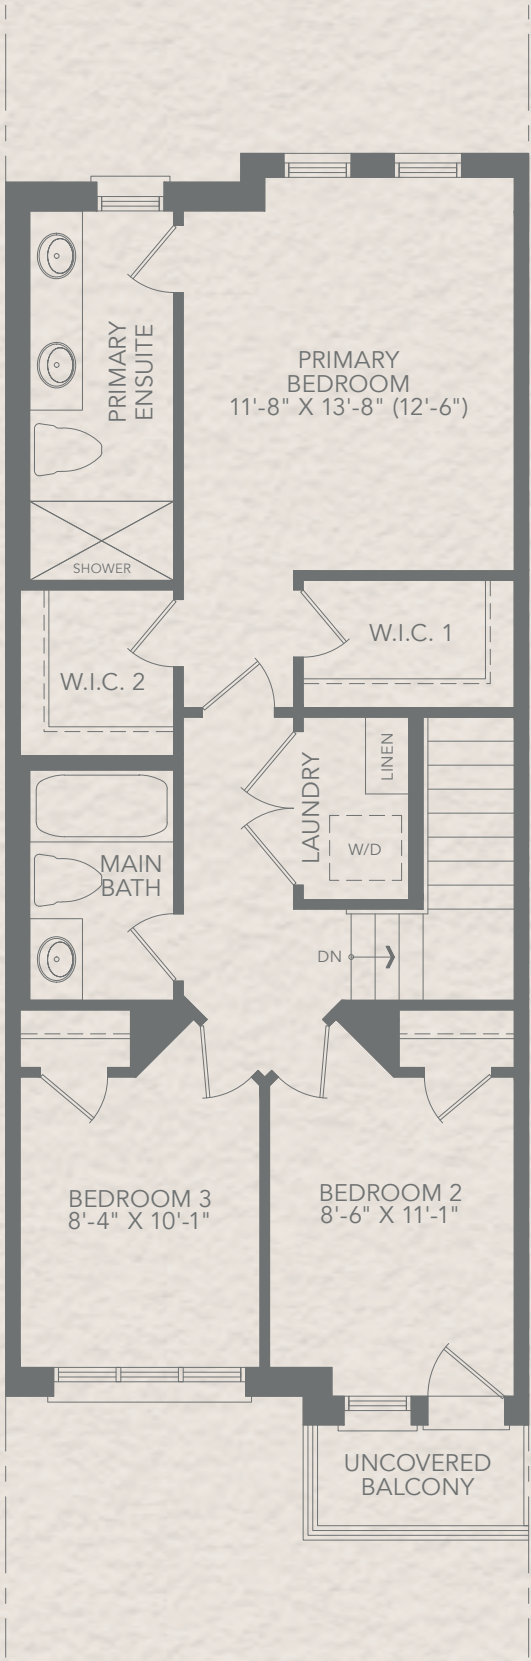 PRIMARY
ENSUITE
PRIMARY
BEDROOM
11'-8" X 13'-8" (12'-6")
SHOWER
W.I.C. 1
W.I.C. 2
LINEN
LAUNDRY
W/D
MAIN
BATH
DN
BEDROOM 3
8'-4" X 10'-1"
BEDROOM 2
8'-6" X 11'-1"
UNCOVERED
BALCONY